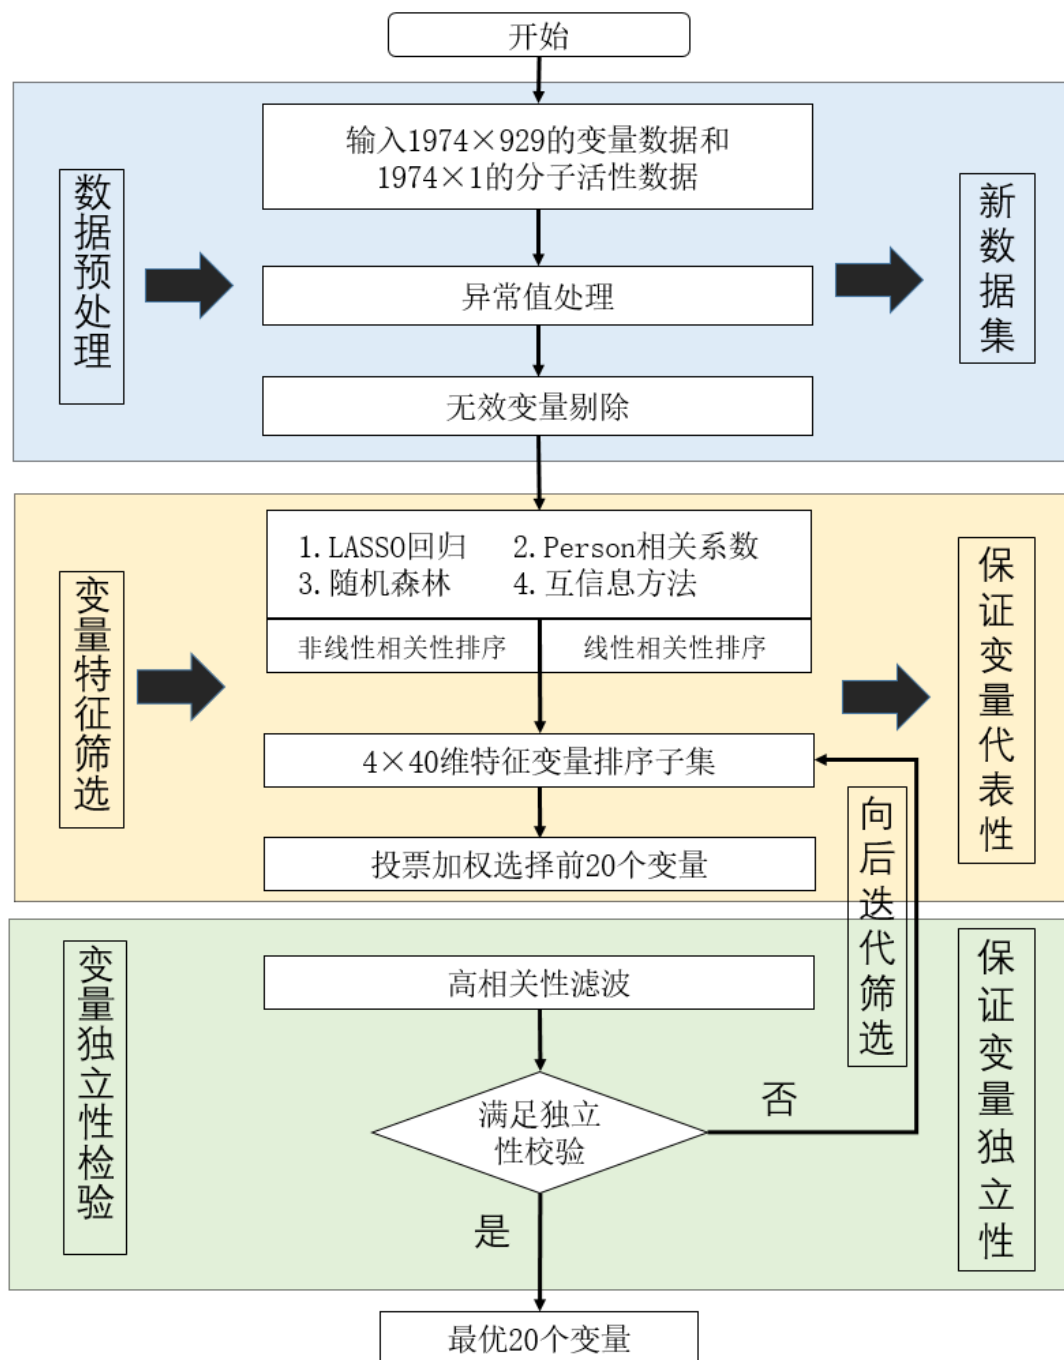 开始
数据预处理
输入1974×929的变量数据和
1974×1的分子活性数据
异常值处理
无效变量剔除
新数据集
变量特征筛选
1.LASSO回归
2.Person相关系数
3.随机森林
4.互信息方法
非线性相关性排序
线性相关性排序
4×40维特征变量排序子集
投票加权选择前20个变量
保证变量代表性
向后迭代筛选
变量独立性检验
高相关性滤波
满足独立
性校验
否
是
保证变量独立性
最优20个变量